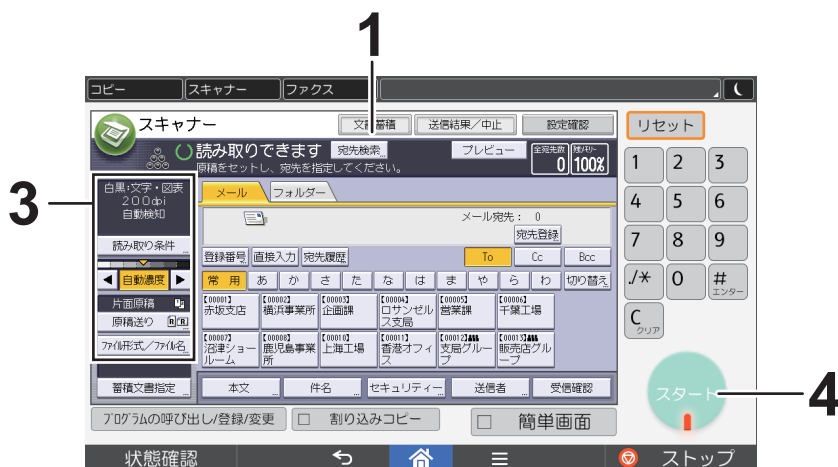 1
コピー
スキャナー
ファクス
スキャナー
送信結果／中止
設定確認
リセット
読み取りできます
宛先検索
プレビュー
全宛先数
0
残メモリー
100%
原稿をセットし、宛先を指定してください。
3
白黒:文字・図表
200dpi
自動検知
読み取り条件
自動濃度
片面原稿
原稿送り
ファイル形式／ファイル名
蓄積文書指定
メール
フォルダー
メール宛先： 0
宛先登録
登録番号
直接入力
宛先履歴
To
Cc
Bcc
常用
あ
か
さ
た
な
は
ま
や
ら
わ
切り替え
【00001】
赤坂支店
【00002】
横浜事業所
【00003】
企画課
【00004】
ロサンゼル
ス支局
【00005】
営業課
【00006】
千葉工場
【00007】
沼津ショー
ルーム
【00008】
鹿児島事業
所
【00010】
上海工場
【00011】
香港オフィ
ス
【00012】
支局グルー
プ
【00013】
販売店グル
ープ
本文
件名
セキュリティー
送信者
受信確認
プログラムの呼び出し/登録/変更
割り込みコピー
簡単画面
1
2
3
4
5
6
7
8
9
./*
0
#
エンター
C
クリア
スタート
4
状態確認
ストップ